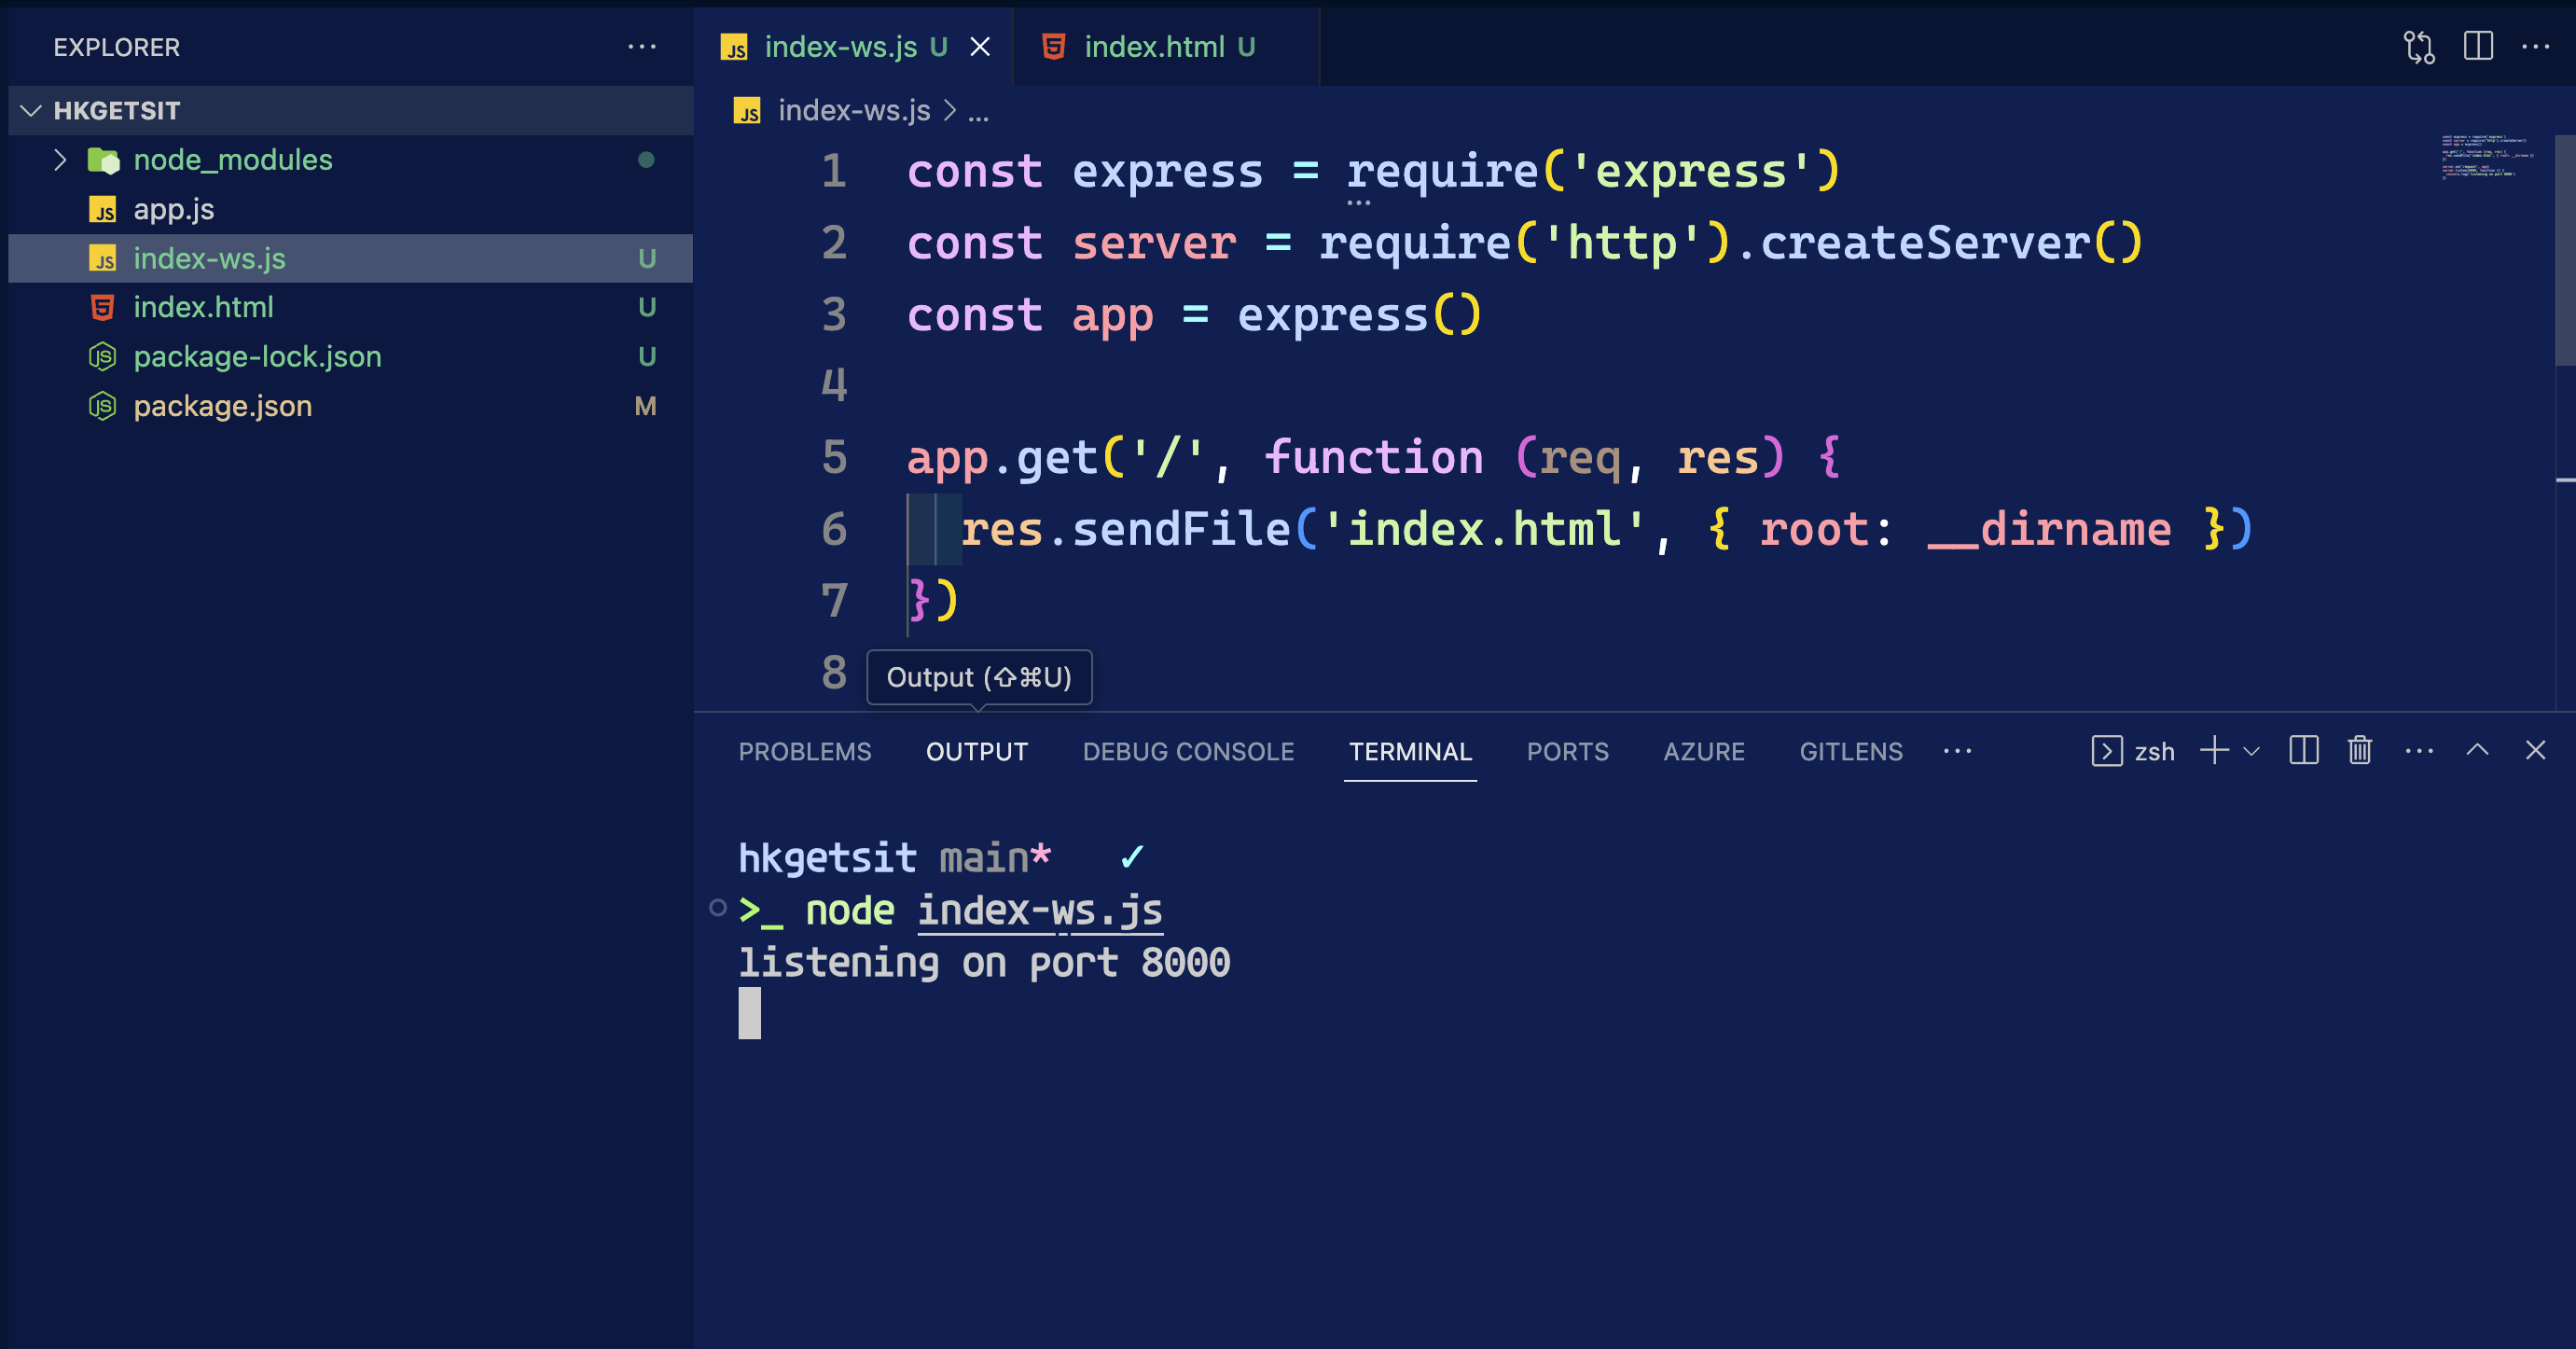 EXPLORER
HKGETSIT
node_modules
app.js
index-ws.js U
index.html U
package-lock.json U
package.json M
index-ws.js U
index.html U
index-ws.js > ...
1 const express = require('express')
2 const server = require('http').createServer()
3 const app = express()
4
5 app.get('/', function (req, res) {
6 res.sendFile('index.html', { root: __dirname })
7 })
8
Output (⇧⌘U)
PROBLEMS OUTPUT DEBUG CONSOLE TERMINAL PORTS AZURE GITLENS ... zsh
hkgetsit main* ✓
>_ node index-ws.js
listening on port 8000